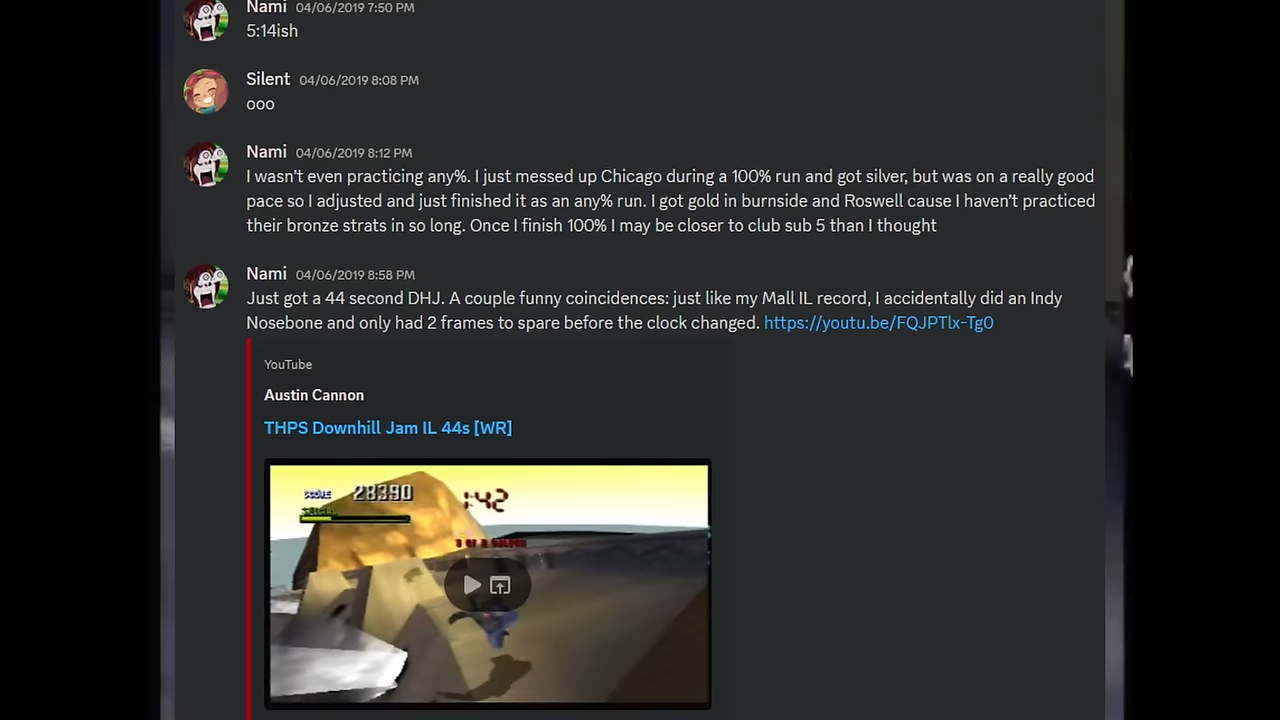 Nami 04/06/2019 7:50 PM
5:14ish
Silent 04/06/2019 8:08 PM
ooo
Nami 04/06/2019 8:12 PM
I wasn't even practicing any%. I just messed up Chicago during a 100% run and got silver, but was on a really good
pace so I adjusted and just finished it as an any% run. I got gold in burnside and Roswell cause I haven't practiced
their bronze strats in so long. Once I finish 100% I may be closer to club sub 5 than I thought
Nami 04/06/2019 8:58 PM
Just got a 44 second DHJ. A couple funny coincidences: just like my Mall IL record, I accidentally did an Indy
Nosebone and only had 2 frames to spare before the clock changed. https://youtu.be/FQJPTlx-Tg0
YouTube
Austin Cannon
THPS Downhill Jam IL 44s [WR]
SCORE 28390 :42